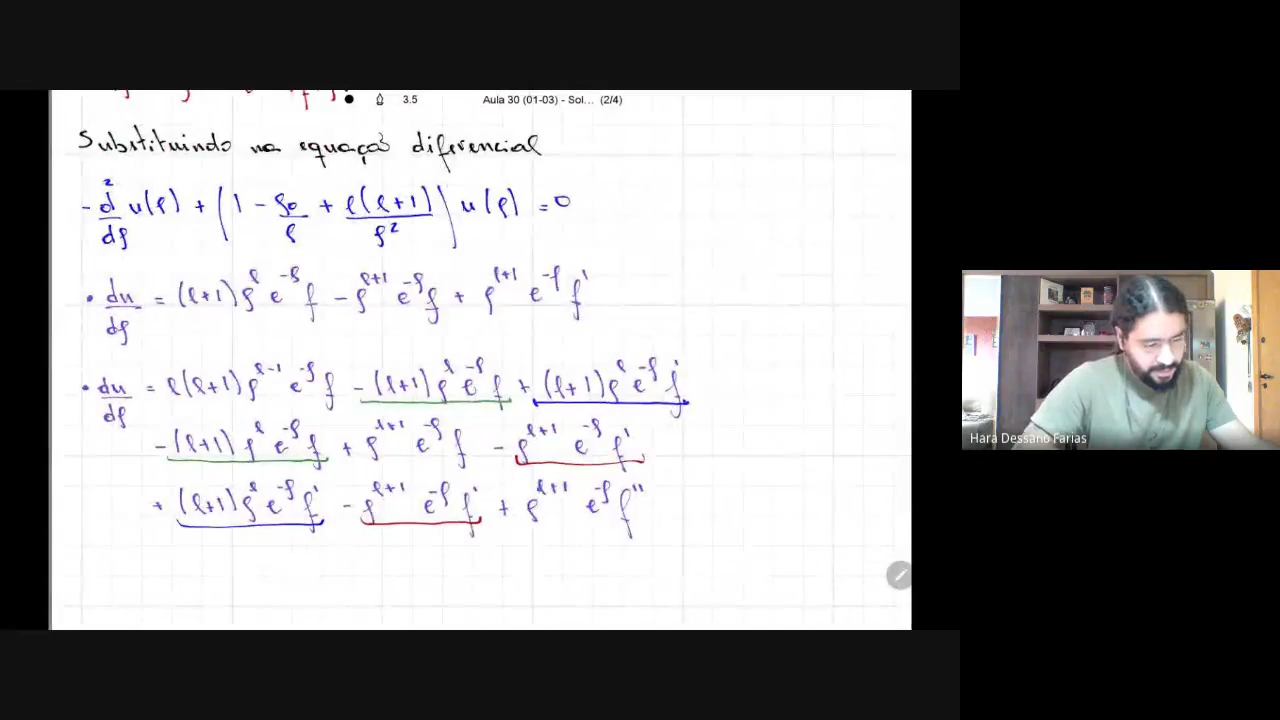 3.5 Aula 30 (01-03) - Sol... (2/4)
Substituindo na equação diferencial
- d²/dρ u(ρ) + (1 - ρ0/ρ + ℓ(ℓ+1)/ρ²) u(ρ) = 0
• du/dρ = (ℓ+1)ρ^ℓ e^-ρ f - ρ^ℓ+1 e^-ρ f + ρ^ℓ+1 e^-ρ f'
• du/dρ = ℓ(ℓ+1)ρ^ℓ-1 e^-ρ f - (ℓ+1)ρ^ℓ e^-ρ f + (ℓ+1)ρ^ℓ e^-ρ f'
- (ℓ+1)ρ^ℓ e^-ρ f + ρ^ℓ+1 e^-ρ f - ρ^ℓ+1 e^-ρ f'
+ (ℓ+1)ρ^ℓ e^-ρ f' - ρ^ℓ+1 e^-ρ f' + ρ^ℓ+1 e^-ρ f''
Hara Dessano Farias